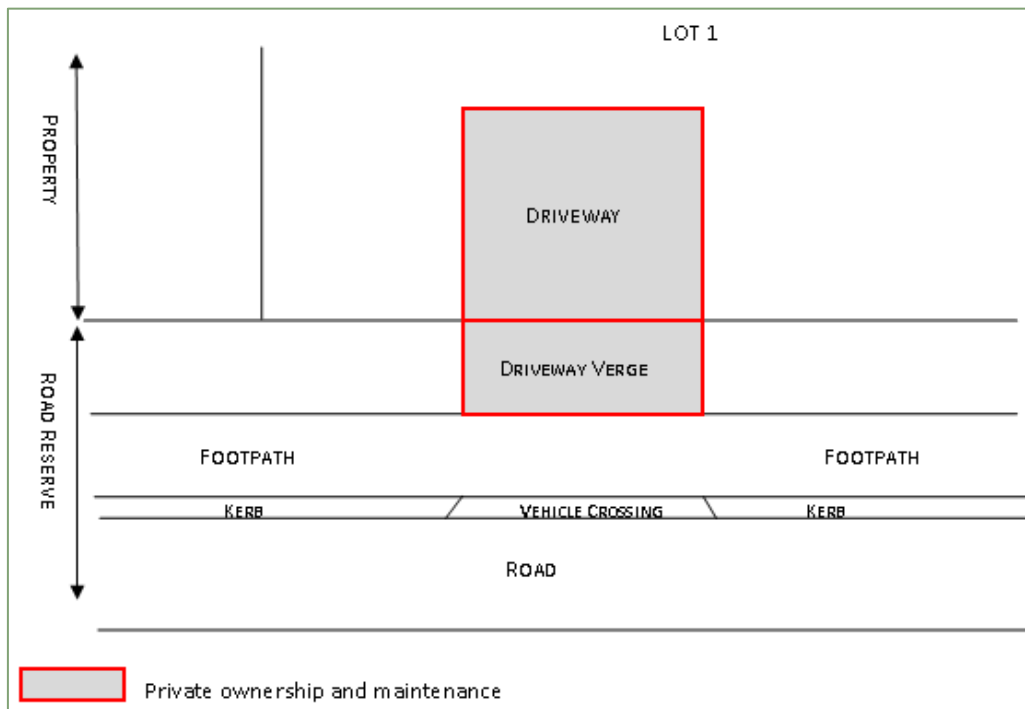 LOT 1
PROPERTY
DRIVEWAY
DRIVEWAY VERGE
ROAD RESERVE
FOOTPATH
FOOTPATH
KERB
VEHICLE CROSSING
KERB
ROAD
Private ownership and maintenance